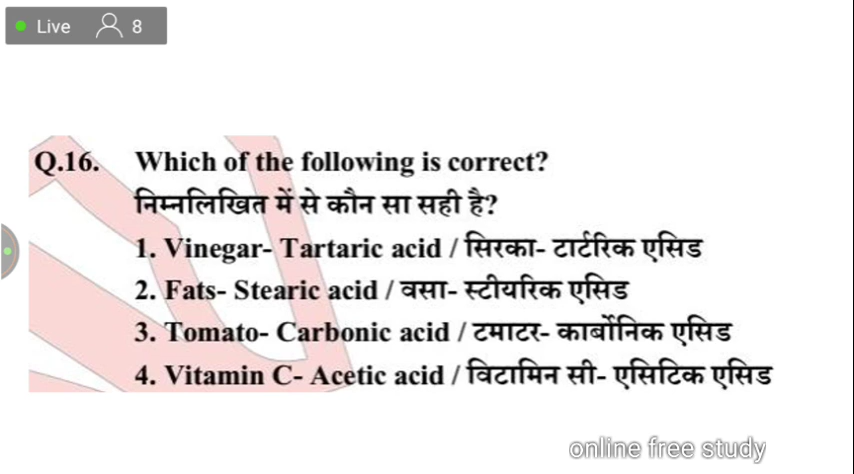 Live 8
Q.16. Which of the following is correct?
निम्नलिखित में से कौन सा सही है?
1. Vinegar- Tartaric acid / सिरका- टार्टरिक एसिड
2. Fats- Stearic acid / वसा- स्टीयरिक एसिड
3. Tomato- Carbonic acid / टमाटर- कार्बोनिक एसिड
4. Vitamin C- Acetic acid / विटामिन सी- एसिटिक एसिड
online free study